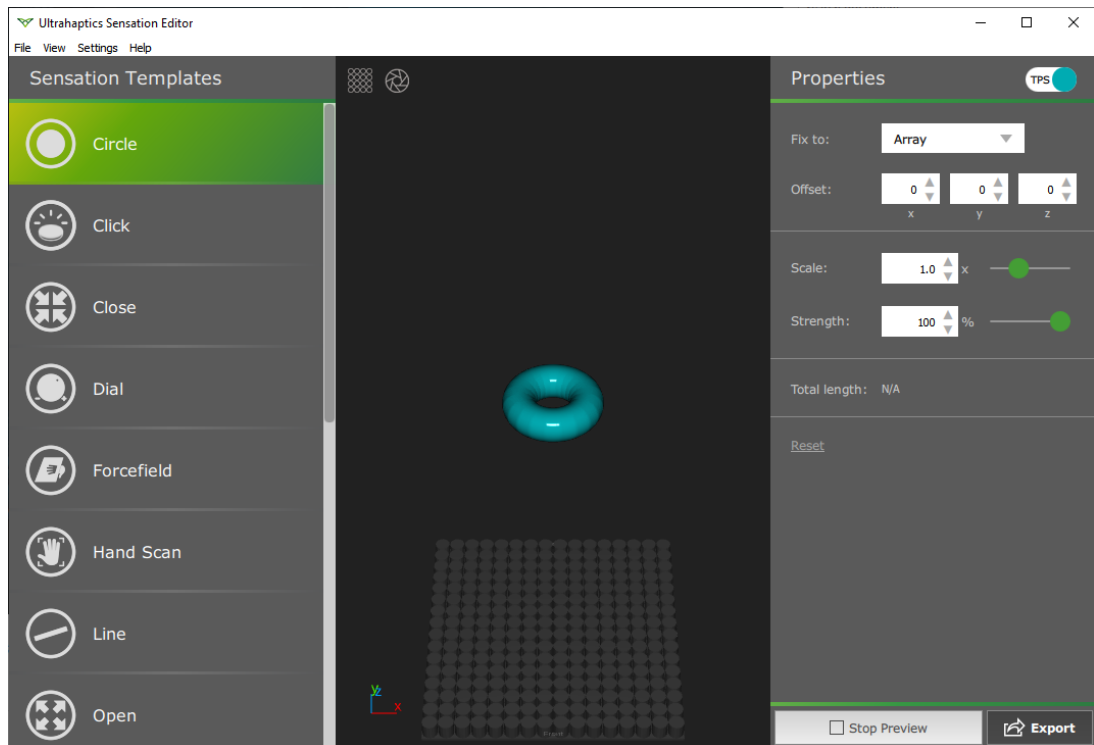 Ultrahaptics Sensation Editor
File View Settings Help
Sensation Templates
Circle
Click
Close
Dial
Forcefield
Hand Scan
Line
Open
y
z
x
Front
Properties
TPS
Fix to: Array
Offset: 0 0 0
x y z
Scale: 1.0 x
Strength: 100 %
Total length: N/A
Reset
Stop Preview
Export